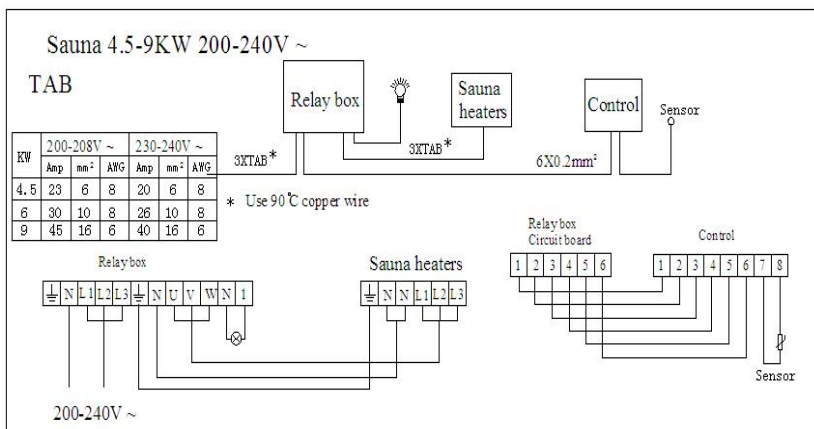 Sauna 4.5-9KW 200-240V ~
TAB
Relay box
Sauna heaters
Control
Sensor
KW 200-208V ~ 230-240V ~
Amp mm² AWG Amp mm² AWG
4.5 23 6 8 20 6 8
6 30 10 8 26 10 8
9 45 16 6 40 16 6
3XTAB*
3XTAB*
6X0.2mm²
* Use 90℃ copper wire
Relay box
N L1 L2 L3 N U V W N 1
200-240V ~
Sauna heaters
N N L1 L2 L3
Relay box
Circuit board
1 2 3 4 5 6
Control
1 2 3 4 5 6 7 8
Sensor